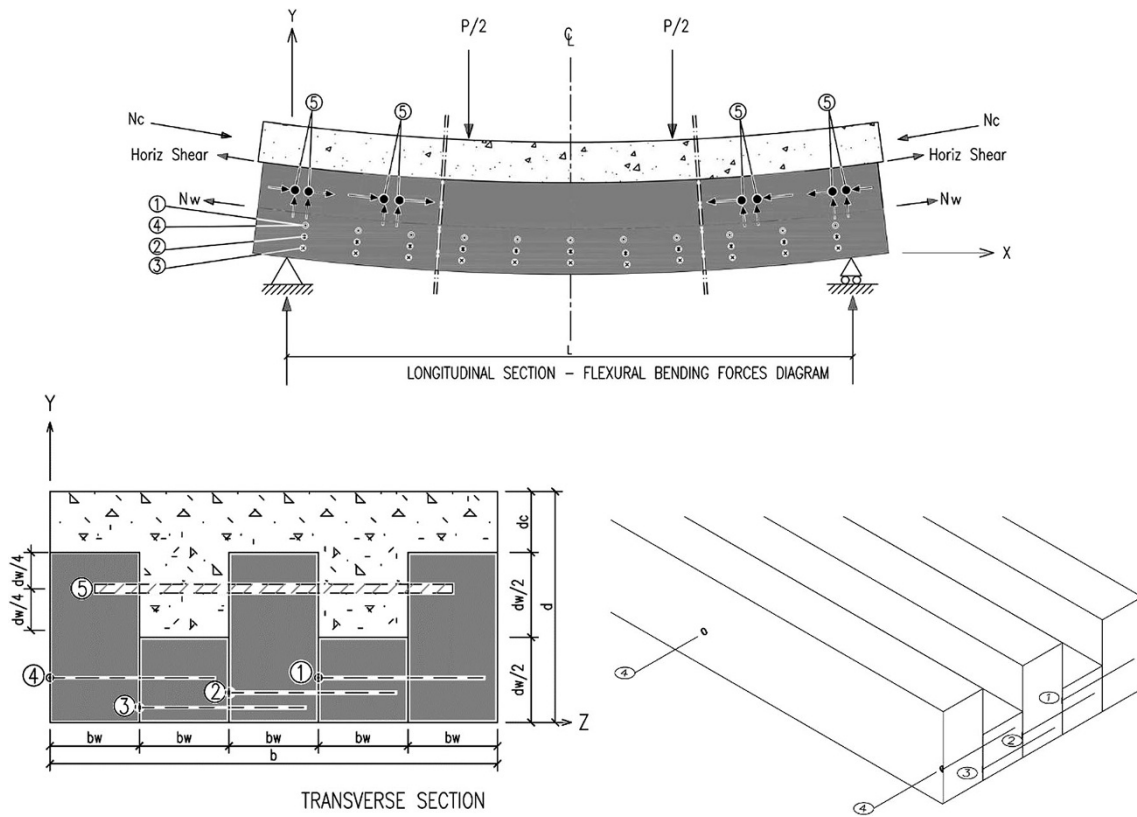 Y
P/2
℄
P/2
⑤
⑤
⑤
⑤
Nc
Nc
Horiz Shear
Horiz Shear
Nw
Nw
①
④
②
③
X
L
LONGITUDINAL SECTION – FLEXURAL BENDING FORCES DIAGRAM
Y
dc
dw/4
⑤
dw/2
d
dw/4
④
①
②
③
dw/2
Z
bw
bw
bw
bw
bw
b
TRANSVERSE SECTION
④
①
②
③
④